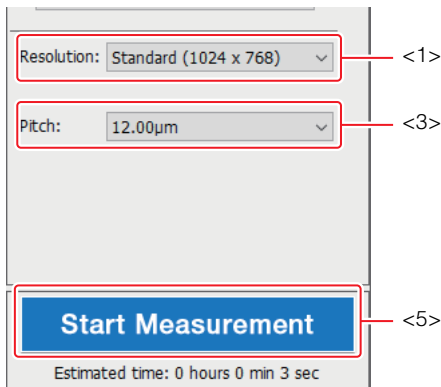 Resolution: Standard (1024 x 768) <1>
Pitch: 12.00µm <3>
Start Measurement <5>
Estimated time: 0 hours 0 min 3 sec